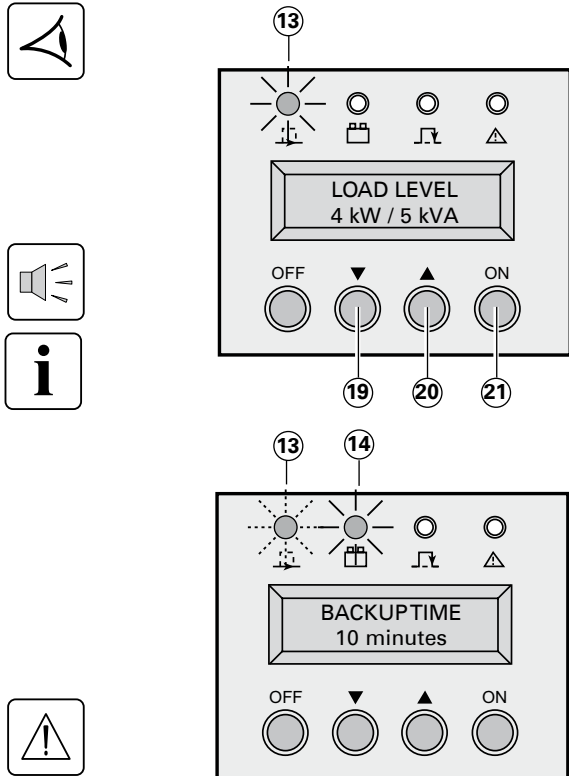 13
LOAD LEVEL
4 kW / 5 kVA
OFF ▼ ▲ ON
i
19 20 21
13 14
BACKUPTIME
10 minutes
OFF ▼ ▲ ON